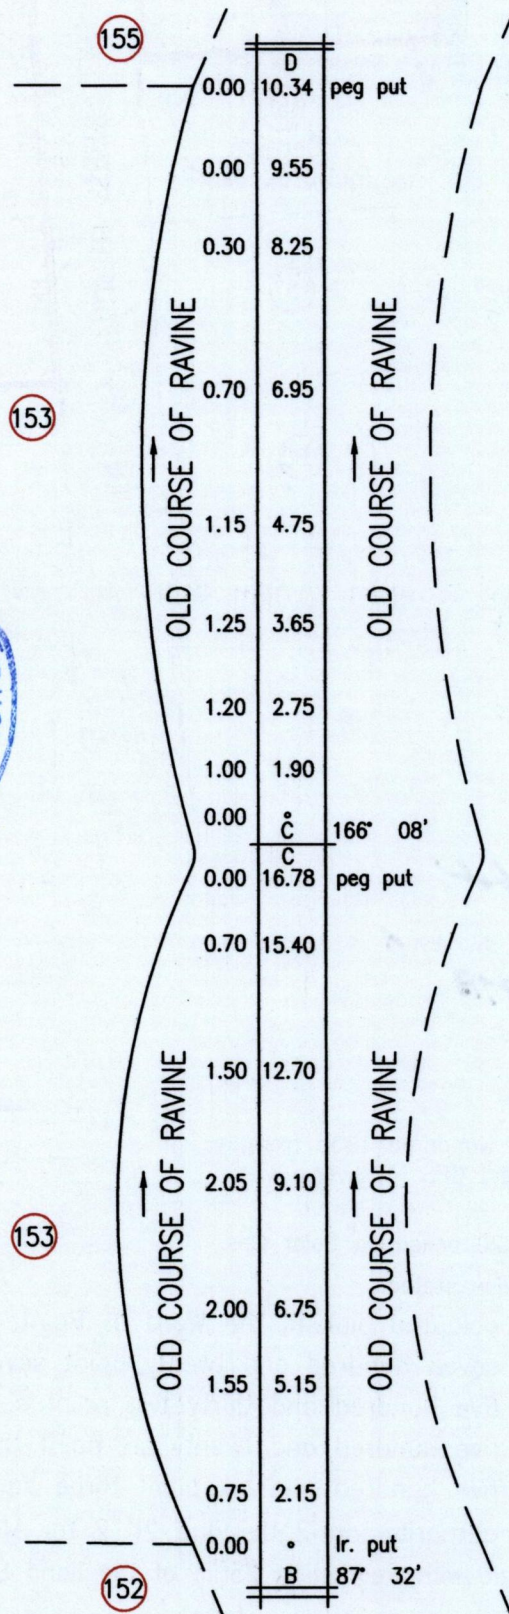 155
D
0.00 10.34 peg put
0.00 9.55
0.30 8.25
OLD COURSE OF RAVINE
OLD COURSE OF RAVINE
0.70 6.95
153
1.15 4.75
1.25 3.65
1.20 2.75
1.00 1.90
0.00 °
C 166° 08'
C
0.00 16.78 peg put
0.70 15.40
OLD COURSE OF RAVINE
OLD COURSE OF RAVINE
1.50 12.70
2.05 9.10
153
2.00 6.75
1.55 5.15
0.75 2.15
0.00 ° Ir. put
B 87° 32'
152